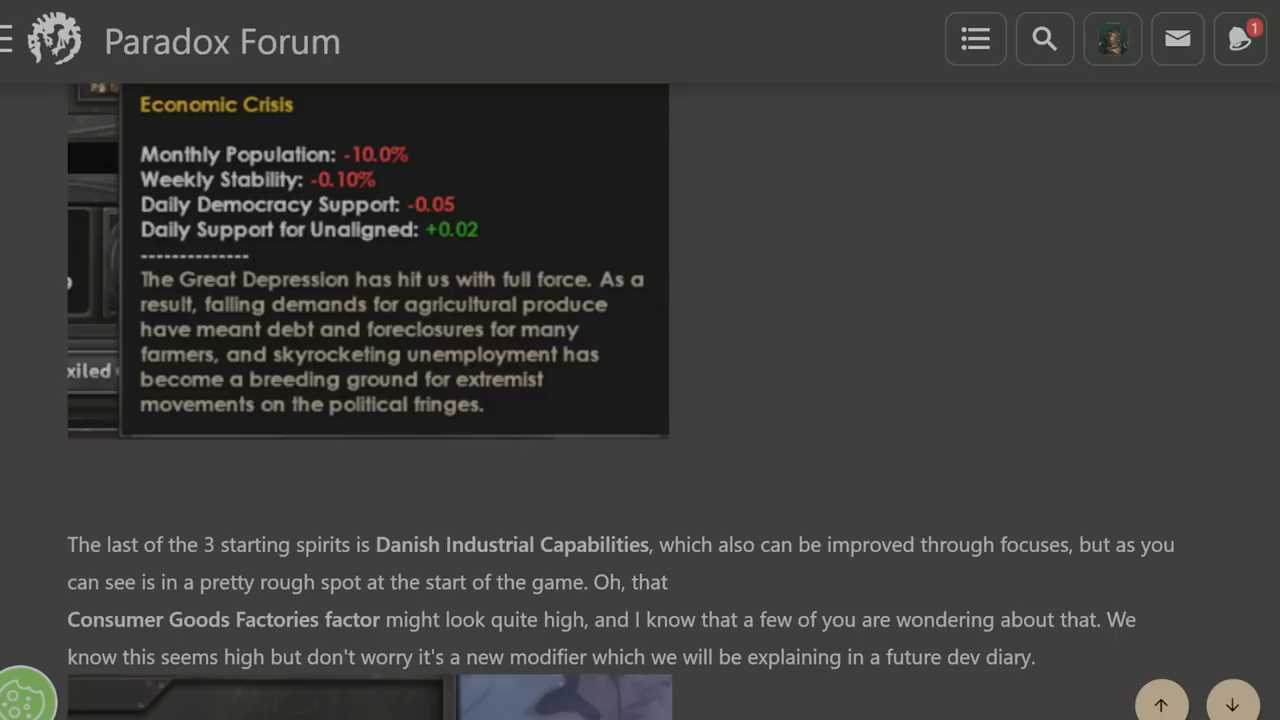 Paradox Forum
1
Economic Crisis
Monthly Population: -10.0%
Weekly Stability: -0.10%
Daily Democracy Support: -0.05
Daily Support for Unaligned: +0.02
--------------
The Great Depression has hit us with full force. As a
result, falling demands for agricultural produce
have meant debt and foreclosures for many
farmers, and skyrocketing unemployment has
become a breeding ground for extremist
movements on the political fringes.
xiled
The last of the 3 starting spirits is Danish Industrial Capabilities, which also can be improved through focuses, but as you
can see is in a pretty rough spot at the start of the game. Oh, that
Consumer Goods Factories factor might look quite high, and I know that a few of you are wondering about that. We
know this seems high but don't worry it's a new modifier which we will be explaining in a future dev diary.